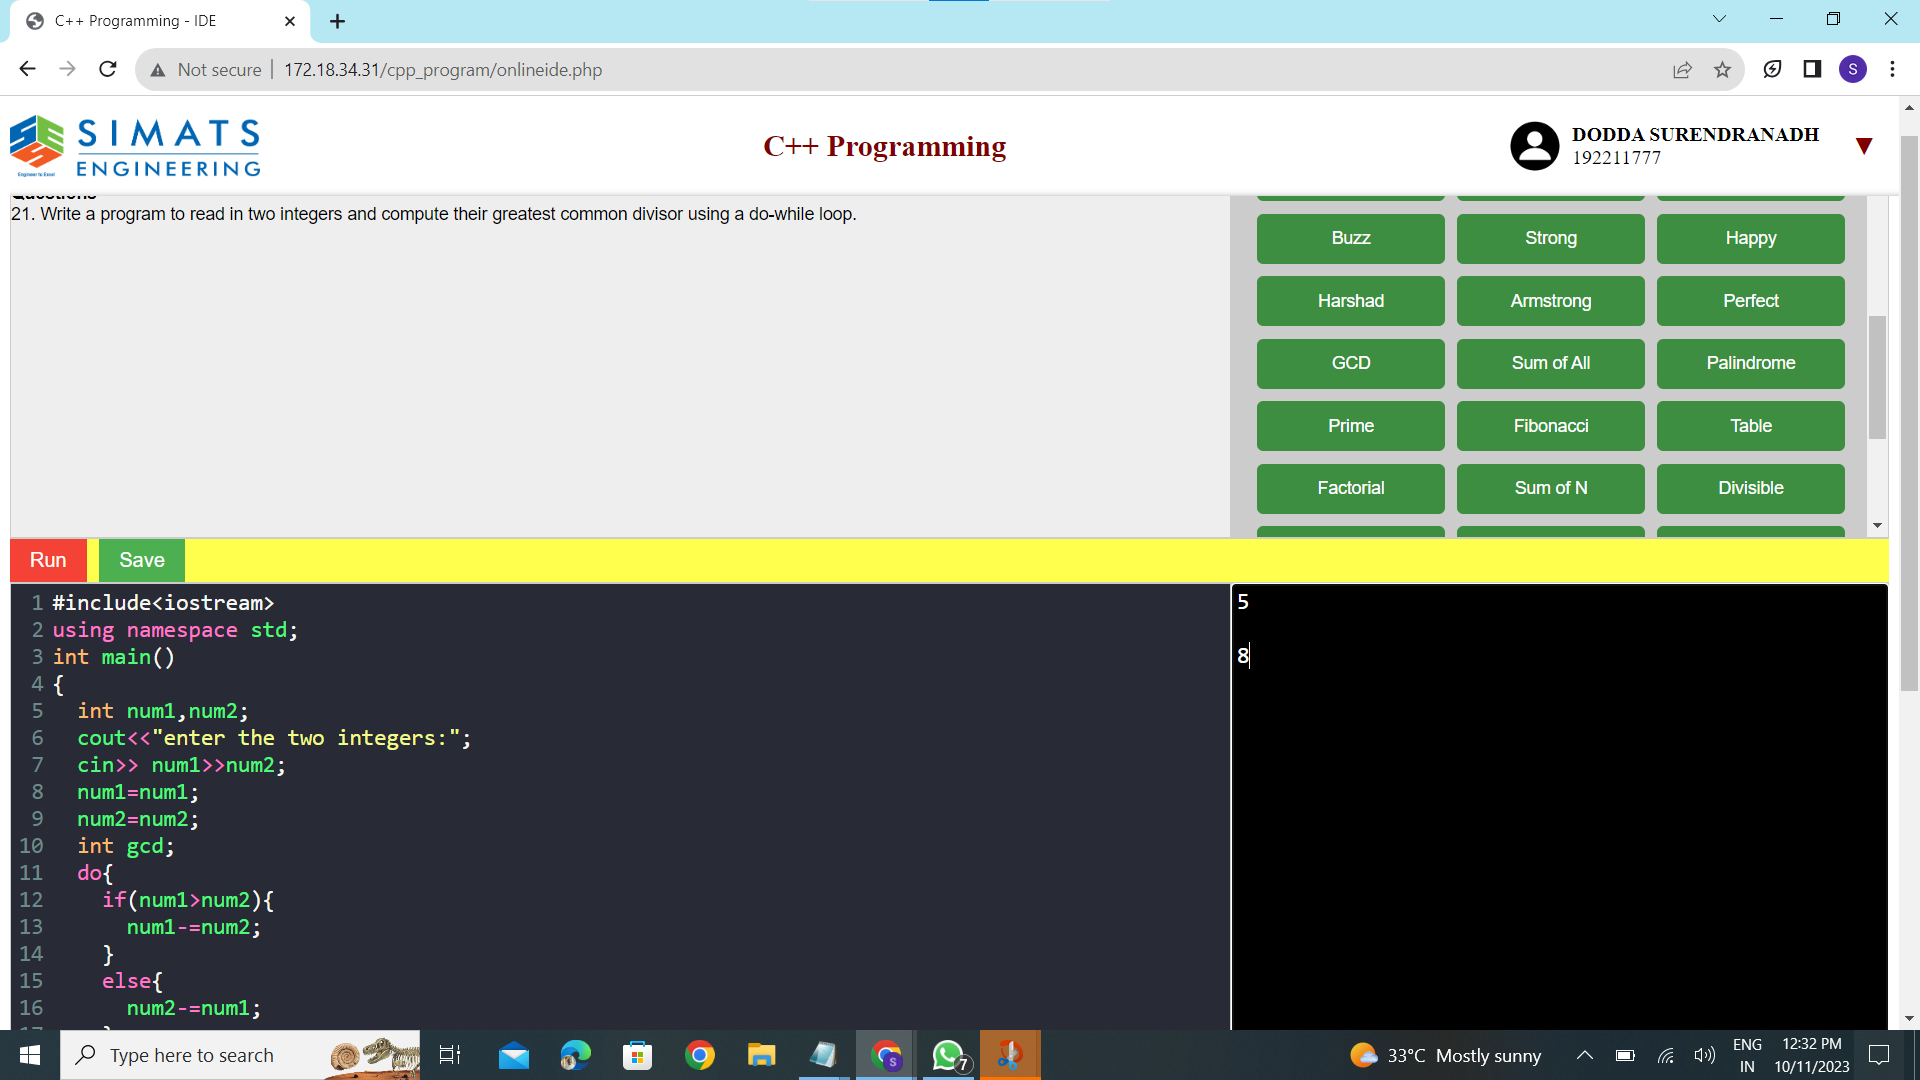 C++ Programming - IDE
Not secure
172.18.34.31/cpp_program/onlineide.php
S
SIMATS
ENGINEERING
Engineer to Excel
C++ Programming
DODDA SURENDRANADH
192211777
Questions
21. Write a program to read in two integers and compute their greatest common divisor using a do-while loop.
Buzz Strong Happy
Harshad Armstrong Perfect
GCD Sum of All Palindrome
Prime Fibonacci Table
Factorial Sum of N Divisible
Run Save
1 #include<iostream>
2 using namespace std;
3 int main()
4 {
5 int num1,num2;
6 cout<<"enter the two integers:";
7 cin>> num1>>num2;
8 num1=num1;
9 num2=num2;
10 int gcd;
11 do{
12 if(num1>num2){
13 num1-=num2;
14 }
15 else{
16 num2-=num1;
17 }
5
8
Type here to search
S
7
33°C Mostly sunny
ENG
IN
12:32 PM
10/11/2023